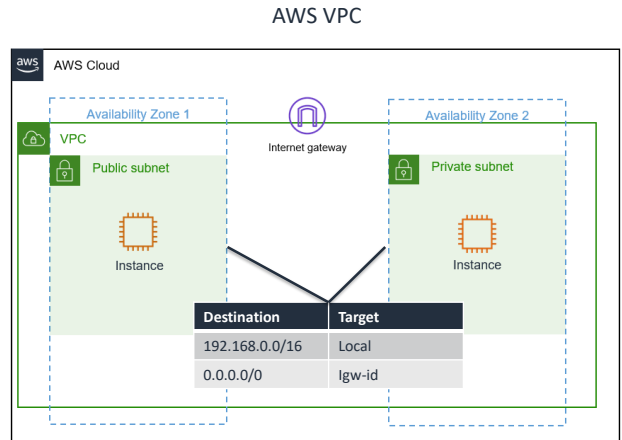 AWS VPC
aws
AWS Cloud
Availability Zone 1
Availability Zone 2
VPC
Internet gateway
Public subnet
Private subnet
Instance
Instance
Destination Target
192.168.0.0/16 Local
0.0.0.0/0 Igw-id